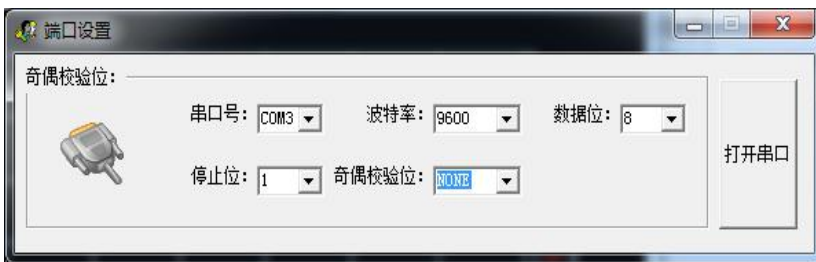 端口设置
奇偶校验位：
串口号： COM3 波特率： 9600 数据位： 8
停止位： 1 奇偶校验位： NONE
打开串口